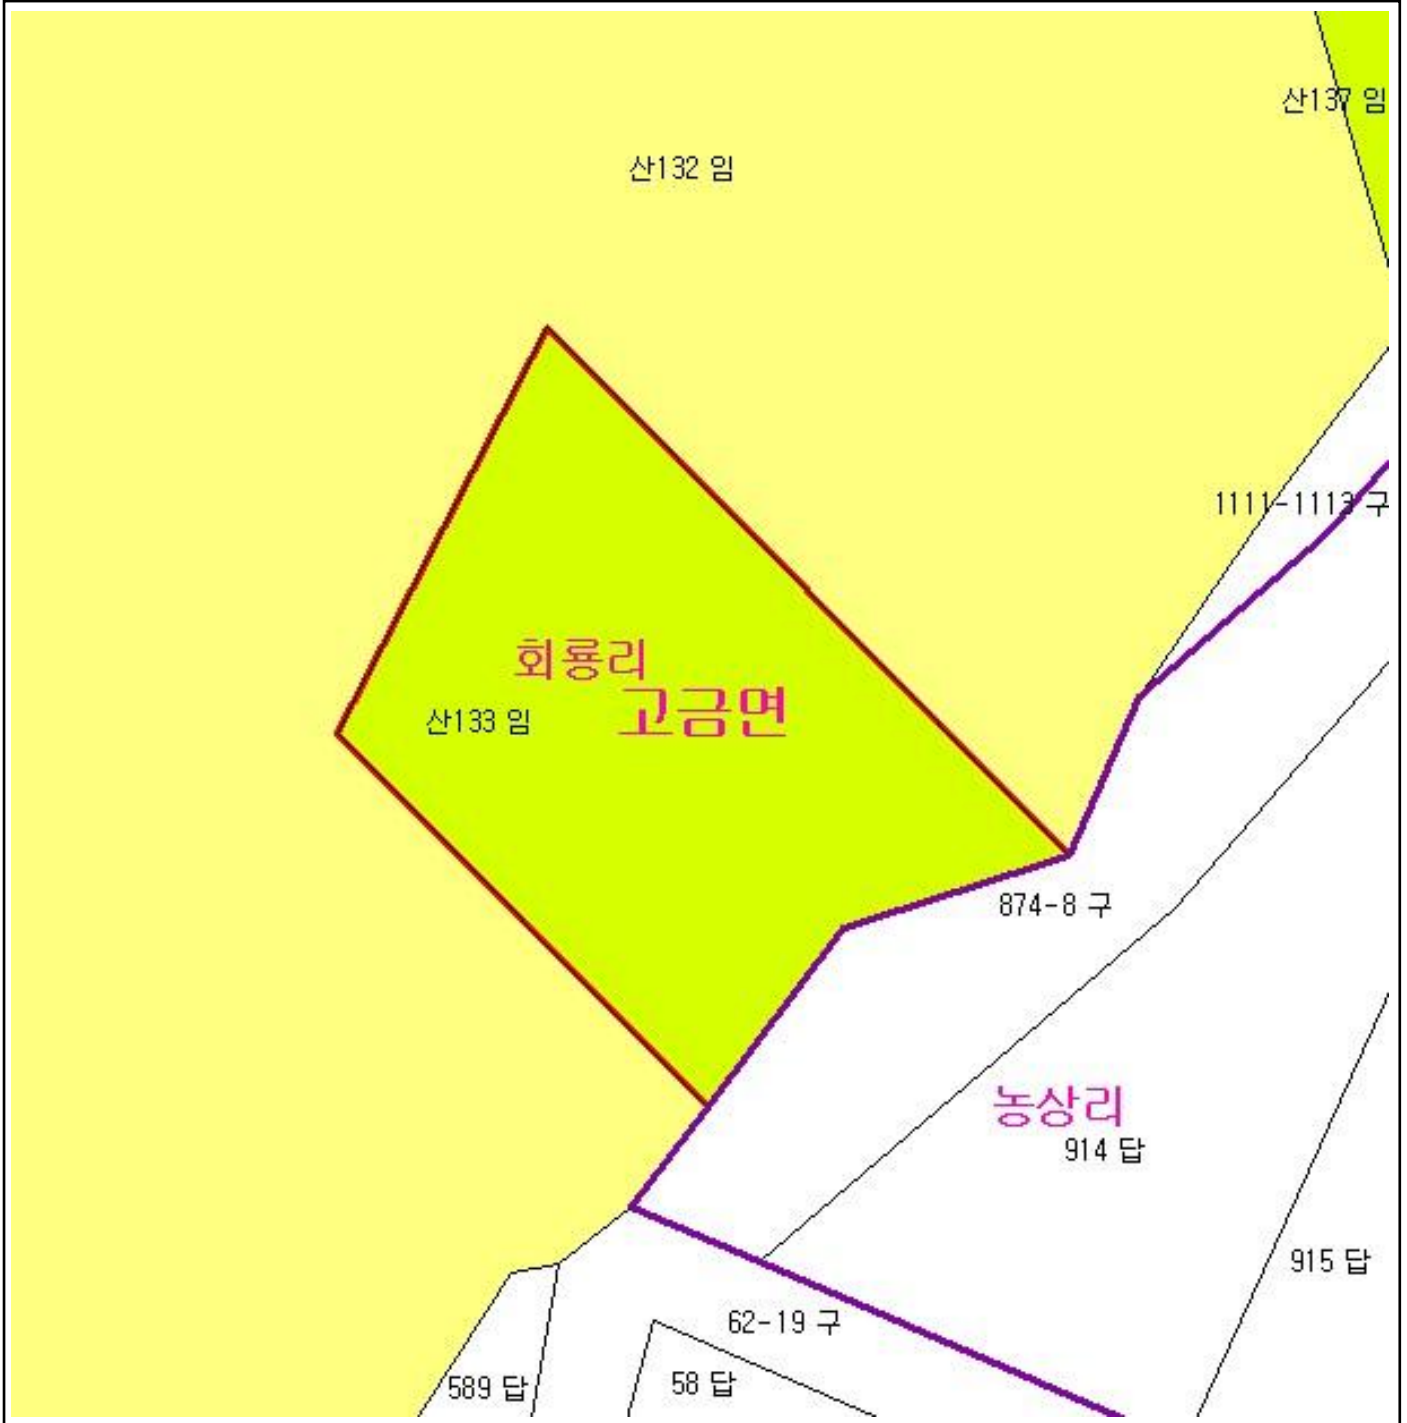 산137 임
산132 임
1111-1113 구
회룡리
고금면
산133 임
874-8 구
농상리
914 답
915 답
62-19 구
58 답
589 답